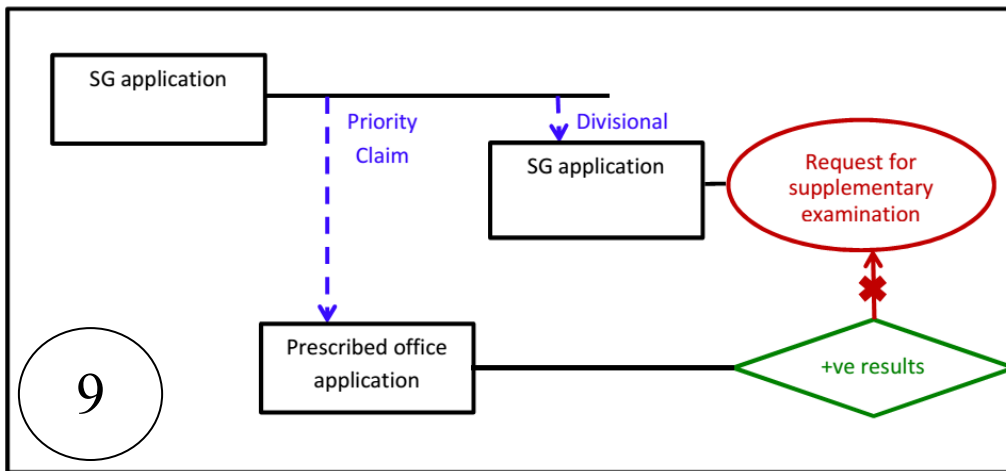 SG application
Priority
Claim
Divisional
SG application
Request for
supplementary
examination
Prescribed office
application
+ve results
9